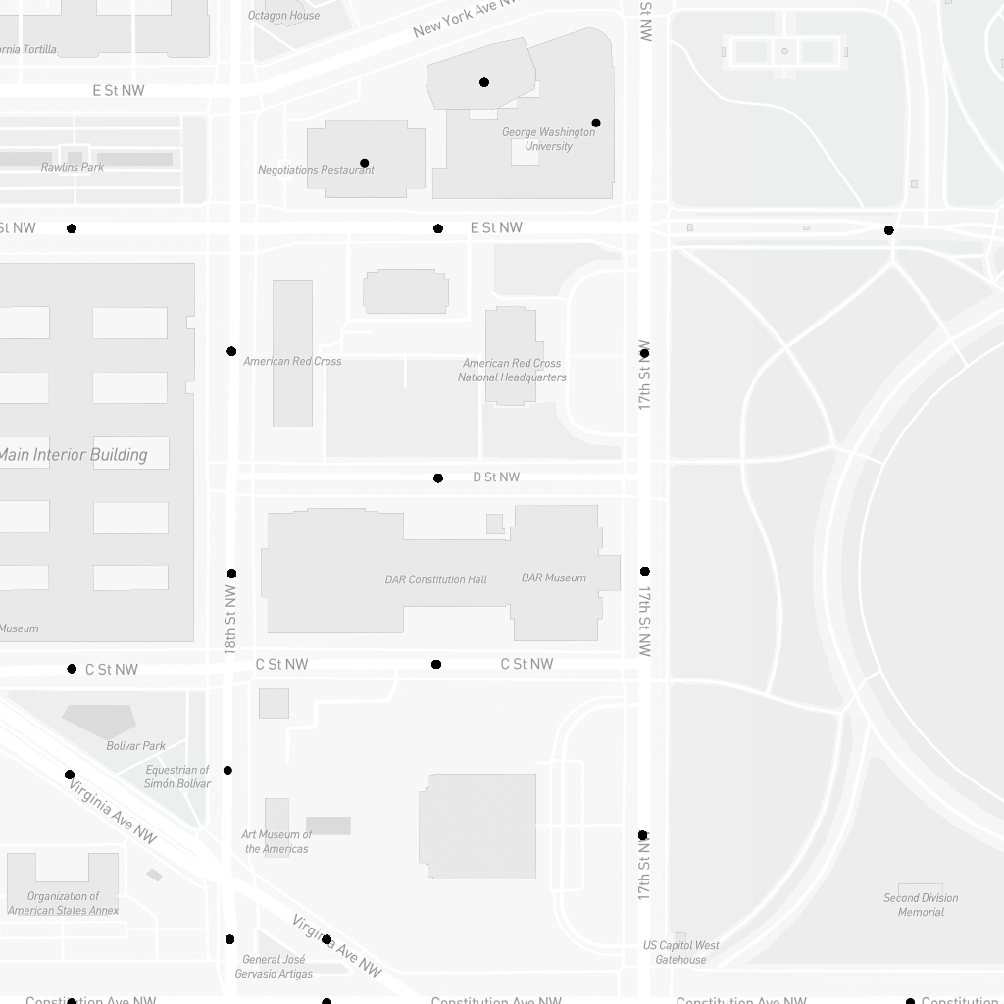 Octagon House
New York Ave NW
St NW
ornia Tortilla
E St NW
George Washington
University
Rawlins Park
Negotiations Restaurant
St NW
E St NW
American Red Cross
American Red Cross
National Headquarters
17th St NW
Main Interior Building
D St NW
DAR Constitution Hall
DAR Museum
18th St NW
17th St NW
Museum
C St NW
C St NW
C St NW
Bolivar Park
Equestrian of
Simón Bolívar
Virginia Ave NW
Art Museum of
the Americas
17th St NW
Organization of
American States Annex
Second Division
Memorial
Virginia Ave NW
US Capitol West
Gatehouse
General José
Gervasio Artigas
Constitution Ave NW
Constitution Ave NW
Constitution Ave NW
Constitution